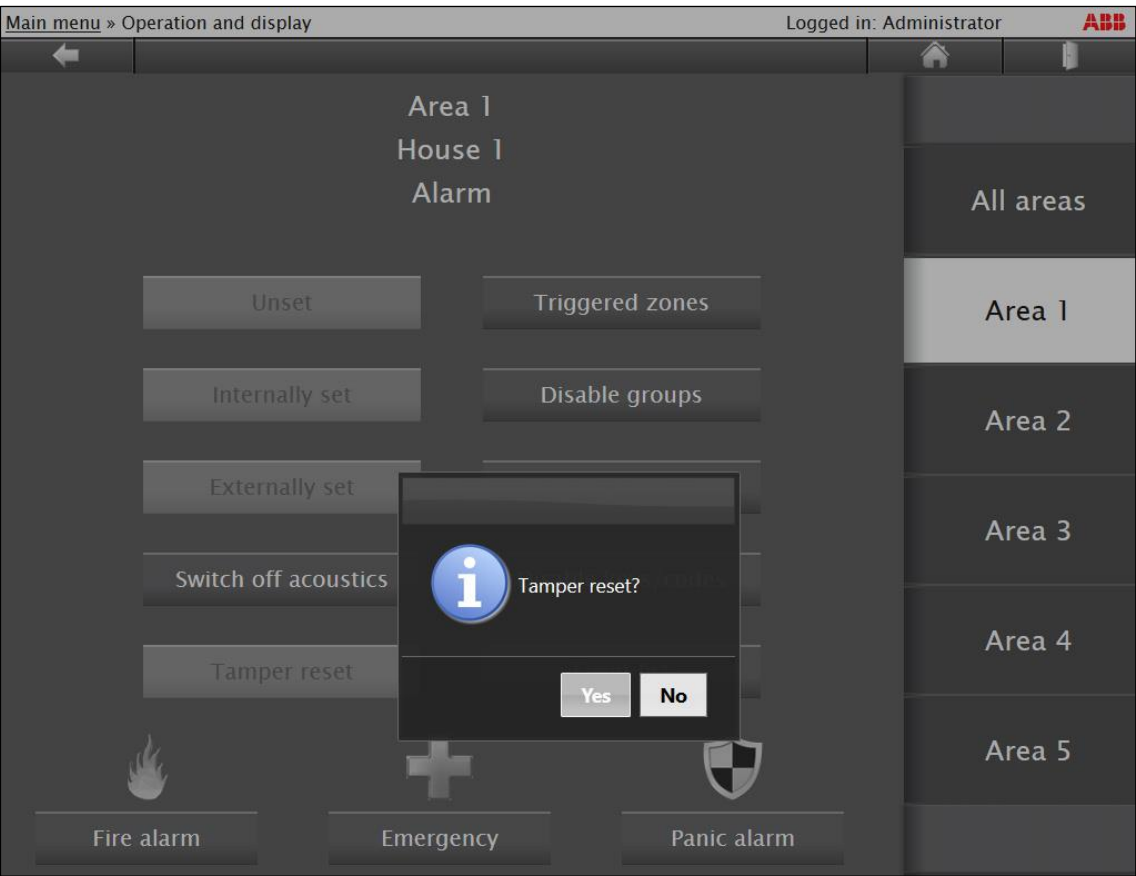 Main menu » Operation and display
Logged in: Administrator
ABB
Area 1
House 1
Alarm
Unset
Triggered zones
Internally set
Disable groups
Externally set
Switch off acoustics
Tamper reset
Tamper reset?
Yes
No
Fire alarm
Emergency
Panic alarm
All areas
Area 1
Area 2
Area 3
Area 4
Area 5